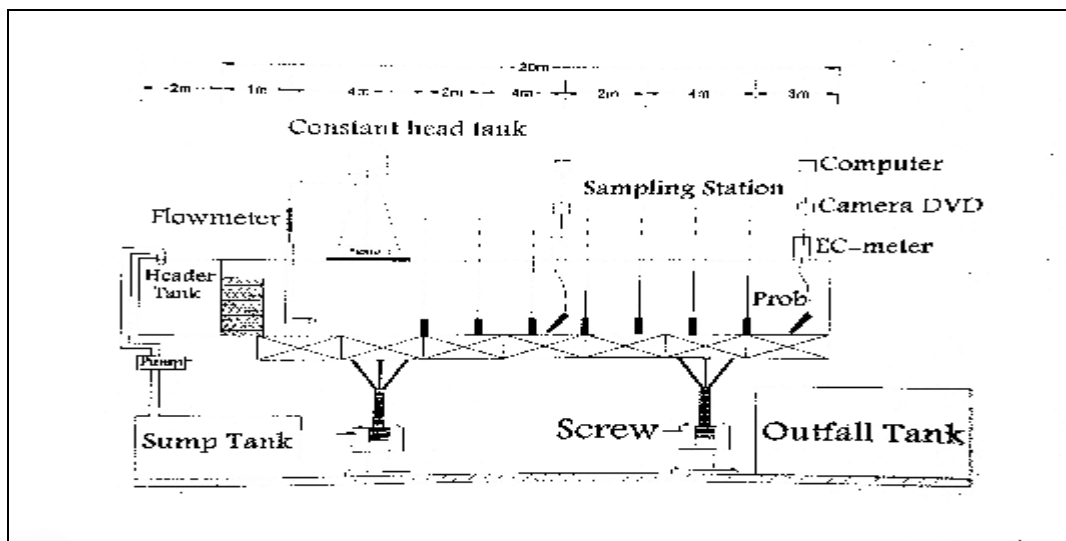 20m
2m 1m 4m 2m 4m 2m 4m 3m
Constant head tank
Computer
Sampling Station
Camera DVD
Flowmeter
EC-meter
Header
Tank
Prob
Pump
Sump Tank
Screw
Outfall Tank